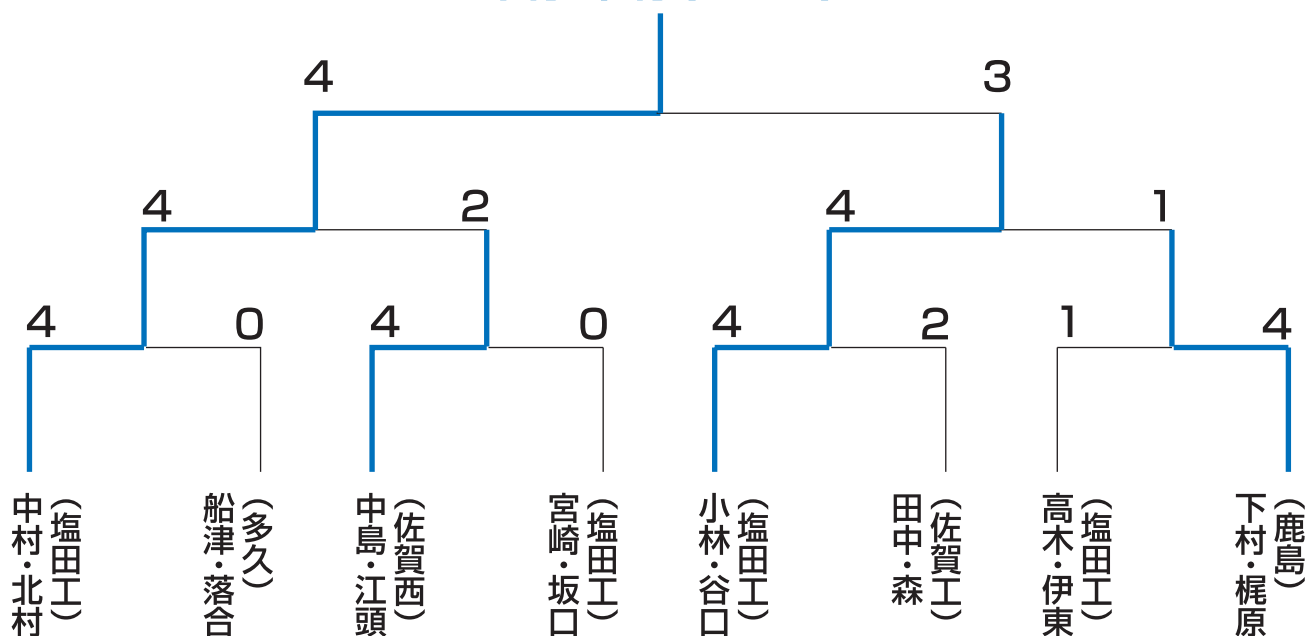 4 3
4 2 4 1
4 0 4 0 4 2 1 4
中村・北村
（塩田工）
船津・落合
（多久）
中島・江頭
（佐賀西）
宮崎・坂口
（塩田工）
小林・谷口
（塩田工）
田中・森
（佐賀工）
高木・伊東
（塩田工）
下村・梶原
（鹿島）